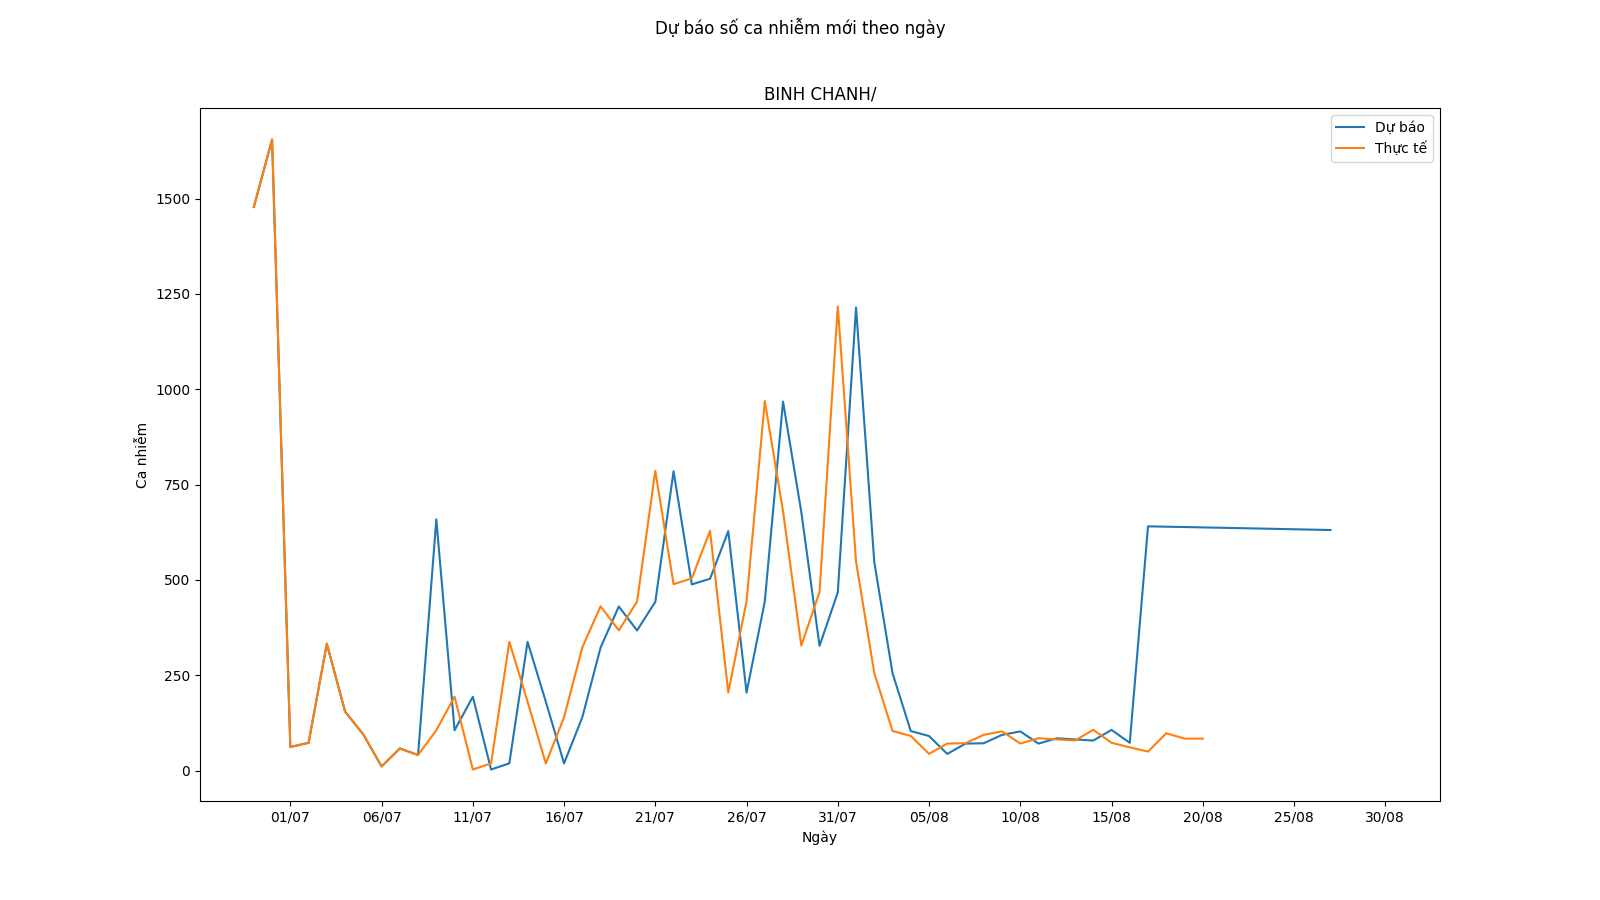 Dự báo số ca nhiễm mới theo ngày
BINH CHANH/
Dự báo
Thực tế
1500
1250
1000
750
500
250
0
Ca nhiễm
01/07 06/07 11/07 16/07 21/07 26/07 31/07 05/08 10/08 15/08 20/08 25/08 30/08
Ngày